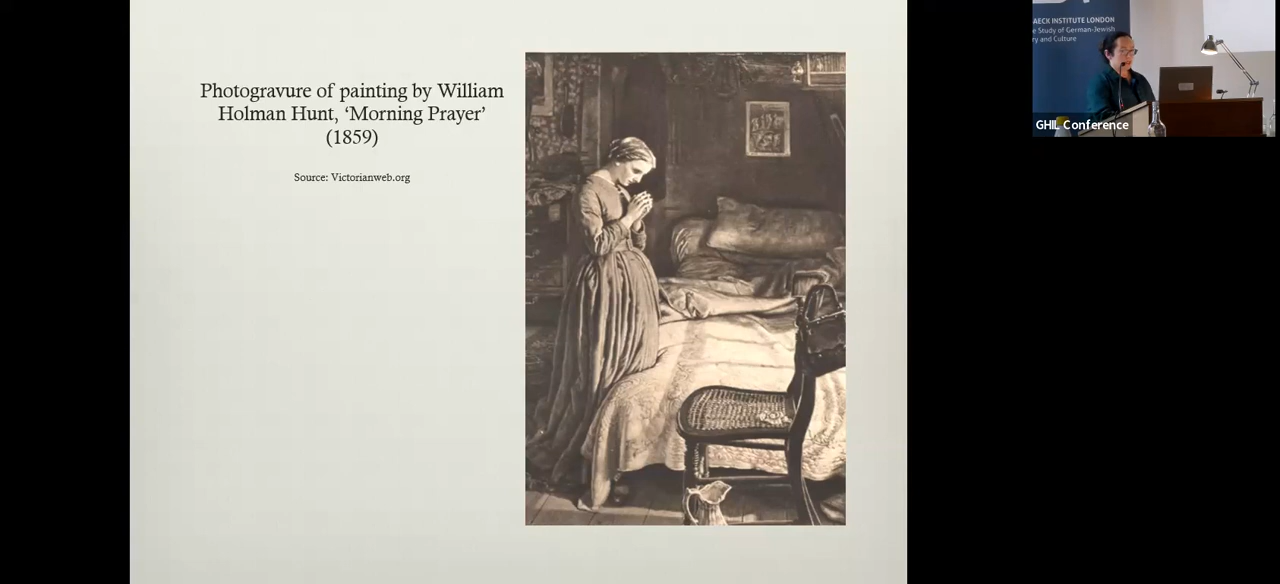 Photogravure of painting by William
Holman Hunt, ‘Morning Prayer’
(1859)
Source: Victorianweb.org
AECK INSTITUTE LONDON
e Study of German-Jewish
ry and Culture
GHIL Conference